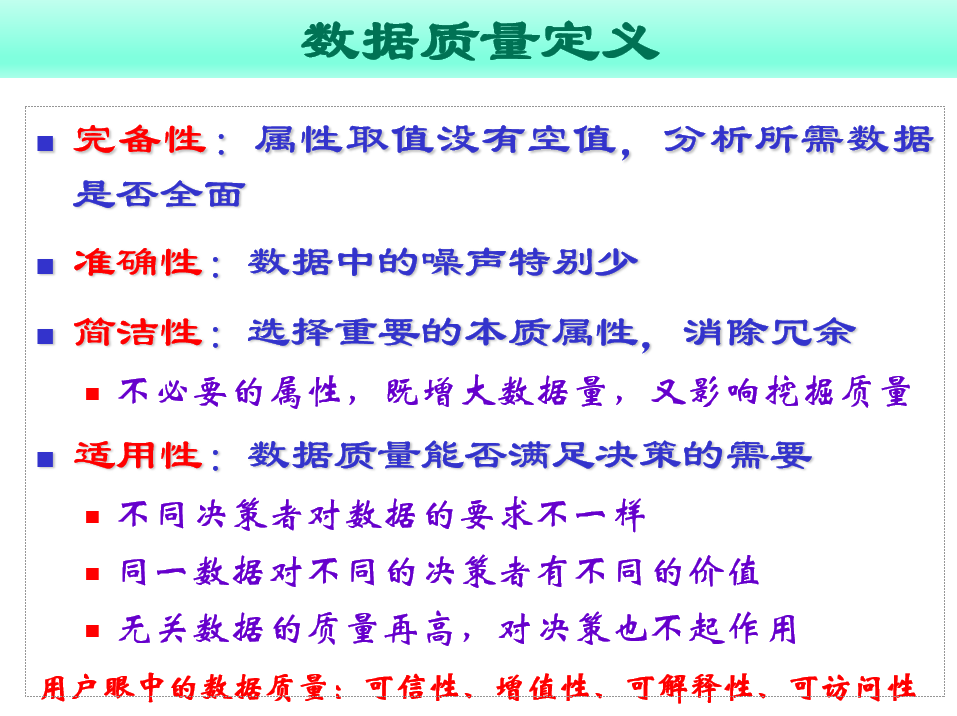 数据质量定义
完备性：属性取值没有空值，分析所需数据
是否全面
准确性：数据中的噪声特别少
简洁性：选择重要的本质属性，消除冗余
不必要的属性，既增大数据量，又影响挖掘质量
适用性：数据质量能否满足决策的需要
不同决策者对数据的要求不一样
同一数据对不同的决策者有不同的价值
无关数据的质量再高，对决策也不起作用
用户眼中的数据质量：可信性、增值性、可解释性、可访问性